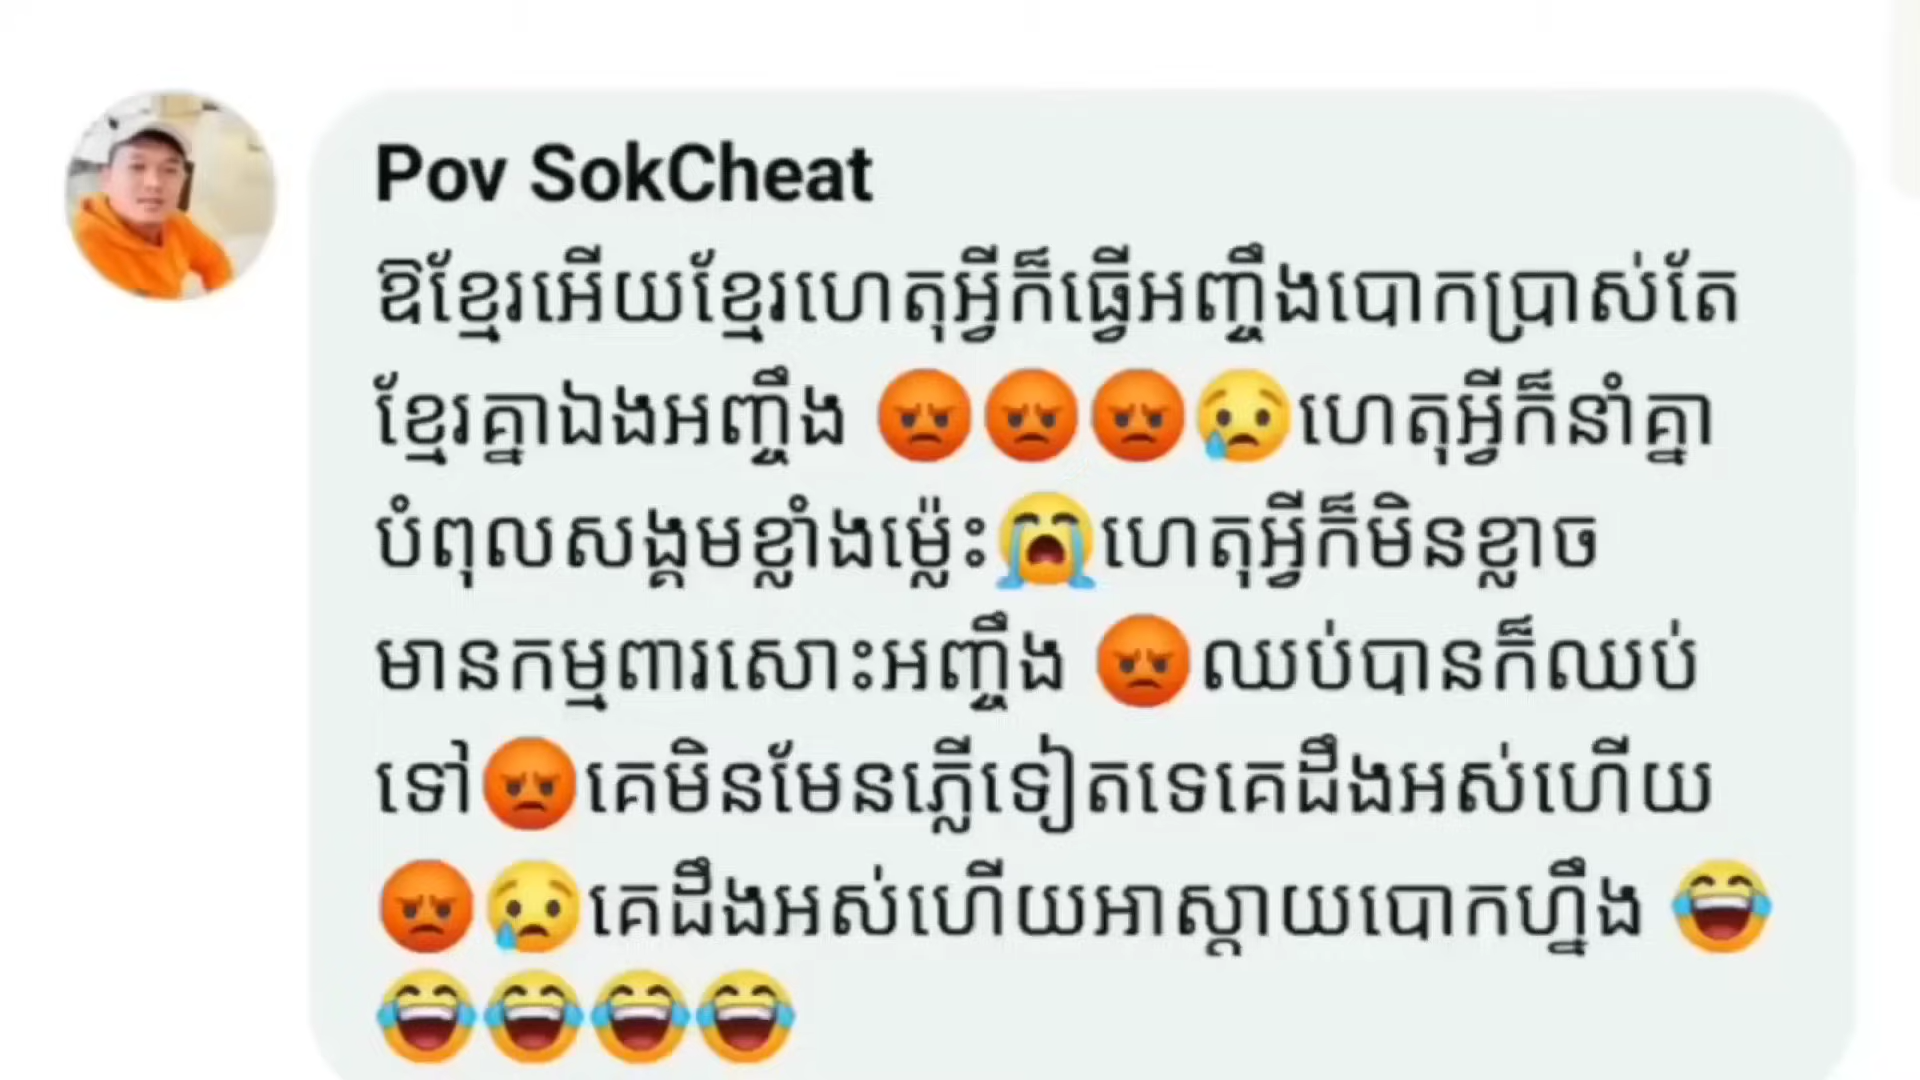 Pov SokCheat
ឱខ្មែរអើយខ្មែរហេតុអ្វីក៏ធ្វើអញ្ចឹងបោកប្រាស់តែ
ខ្មែរគ្នាឯងអញ្ចឹង 😡😡😡😢ហេតុអ្វីក៏នាំគ្នា
បំពុលសង្គមខ្លាំងម្ល៉េះ😭ហេតុអ្វីក៏មិនខ្លាច
មានកម្មពារសោះអញ្ចឹង 😡ឈប់បានក៏ឈប់
ទៅ😡គេមិនមែនភ្លើទៀតទេគេដឹងអស់ហើយ
😡😢គេដឹងអស់ហើយអាស្ដាយបោកហ្នឹង 😂
😂😂😂😂